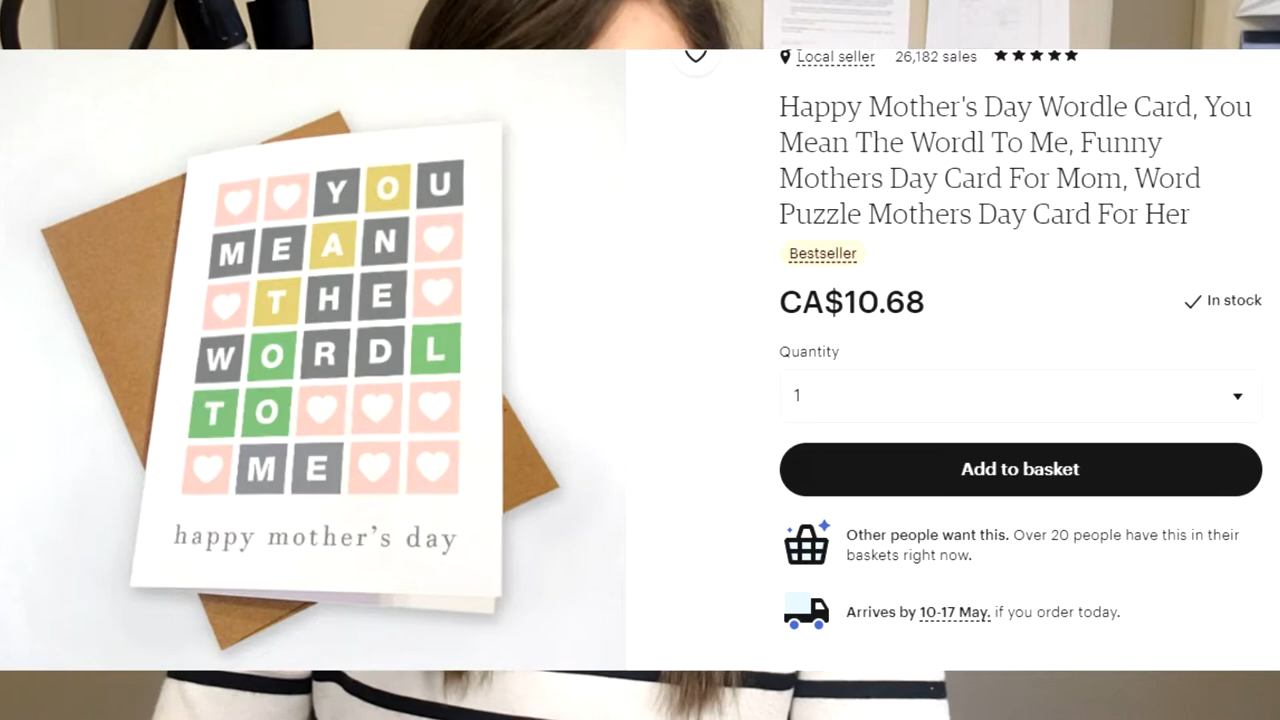 YOU
MEAN
THE
WORDL
TO
ME
happy mother's day
Local seller 26,182 sales
Happy Mother's Day Wordle Card, You
Mean The Wordl To Me, Funny
Mothers Day Card For Mom, Word
Puzzle Mothers Day Card For Her
Bestseller
CA$10.68 In stock
Quantity
1
Add to basket
Other people want this. Over 20 people have this in their
baskets right now.
Arrives by 10-17 May. if you order today.